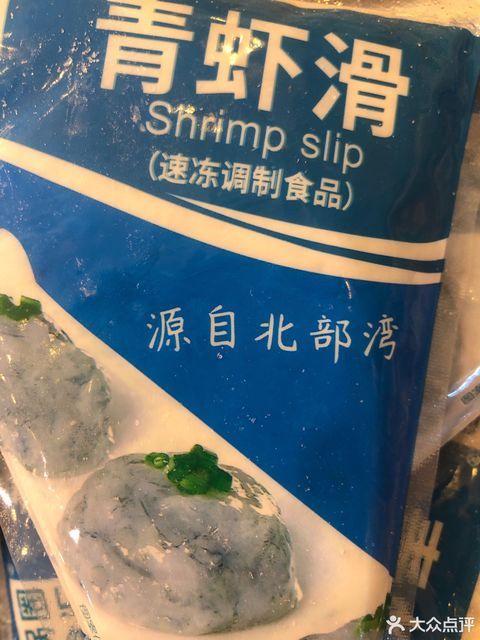 青虾滑
Shrimp slip
(速冻调制食品)
源自北部湾
大众点评